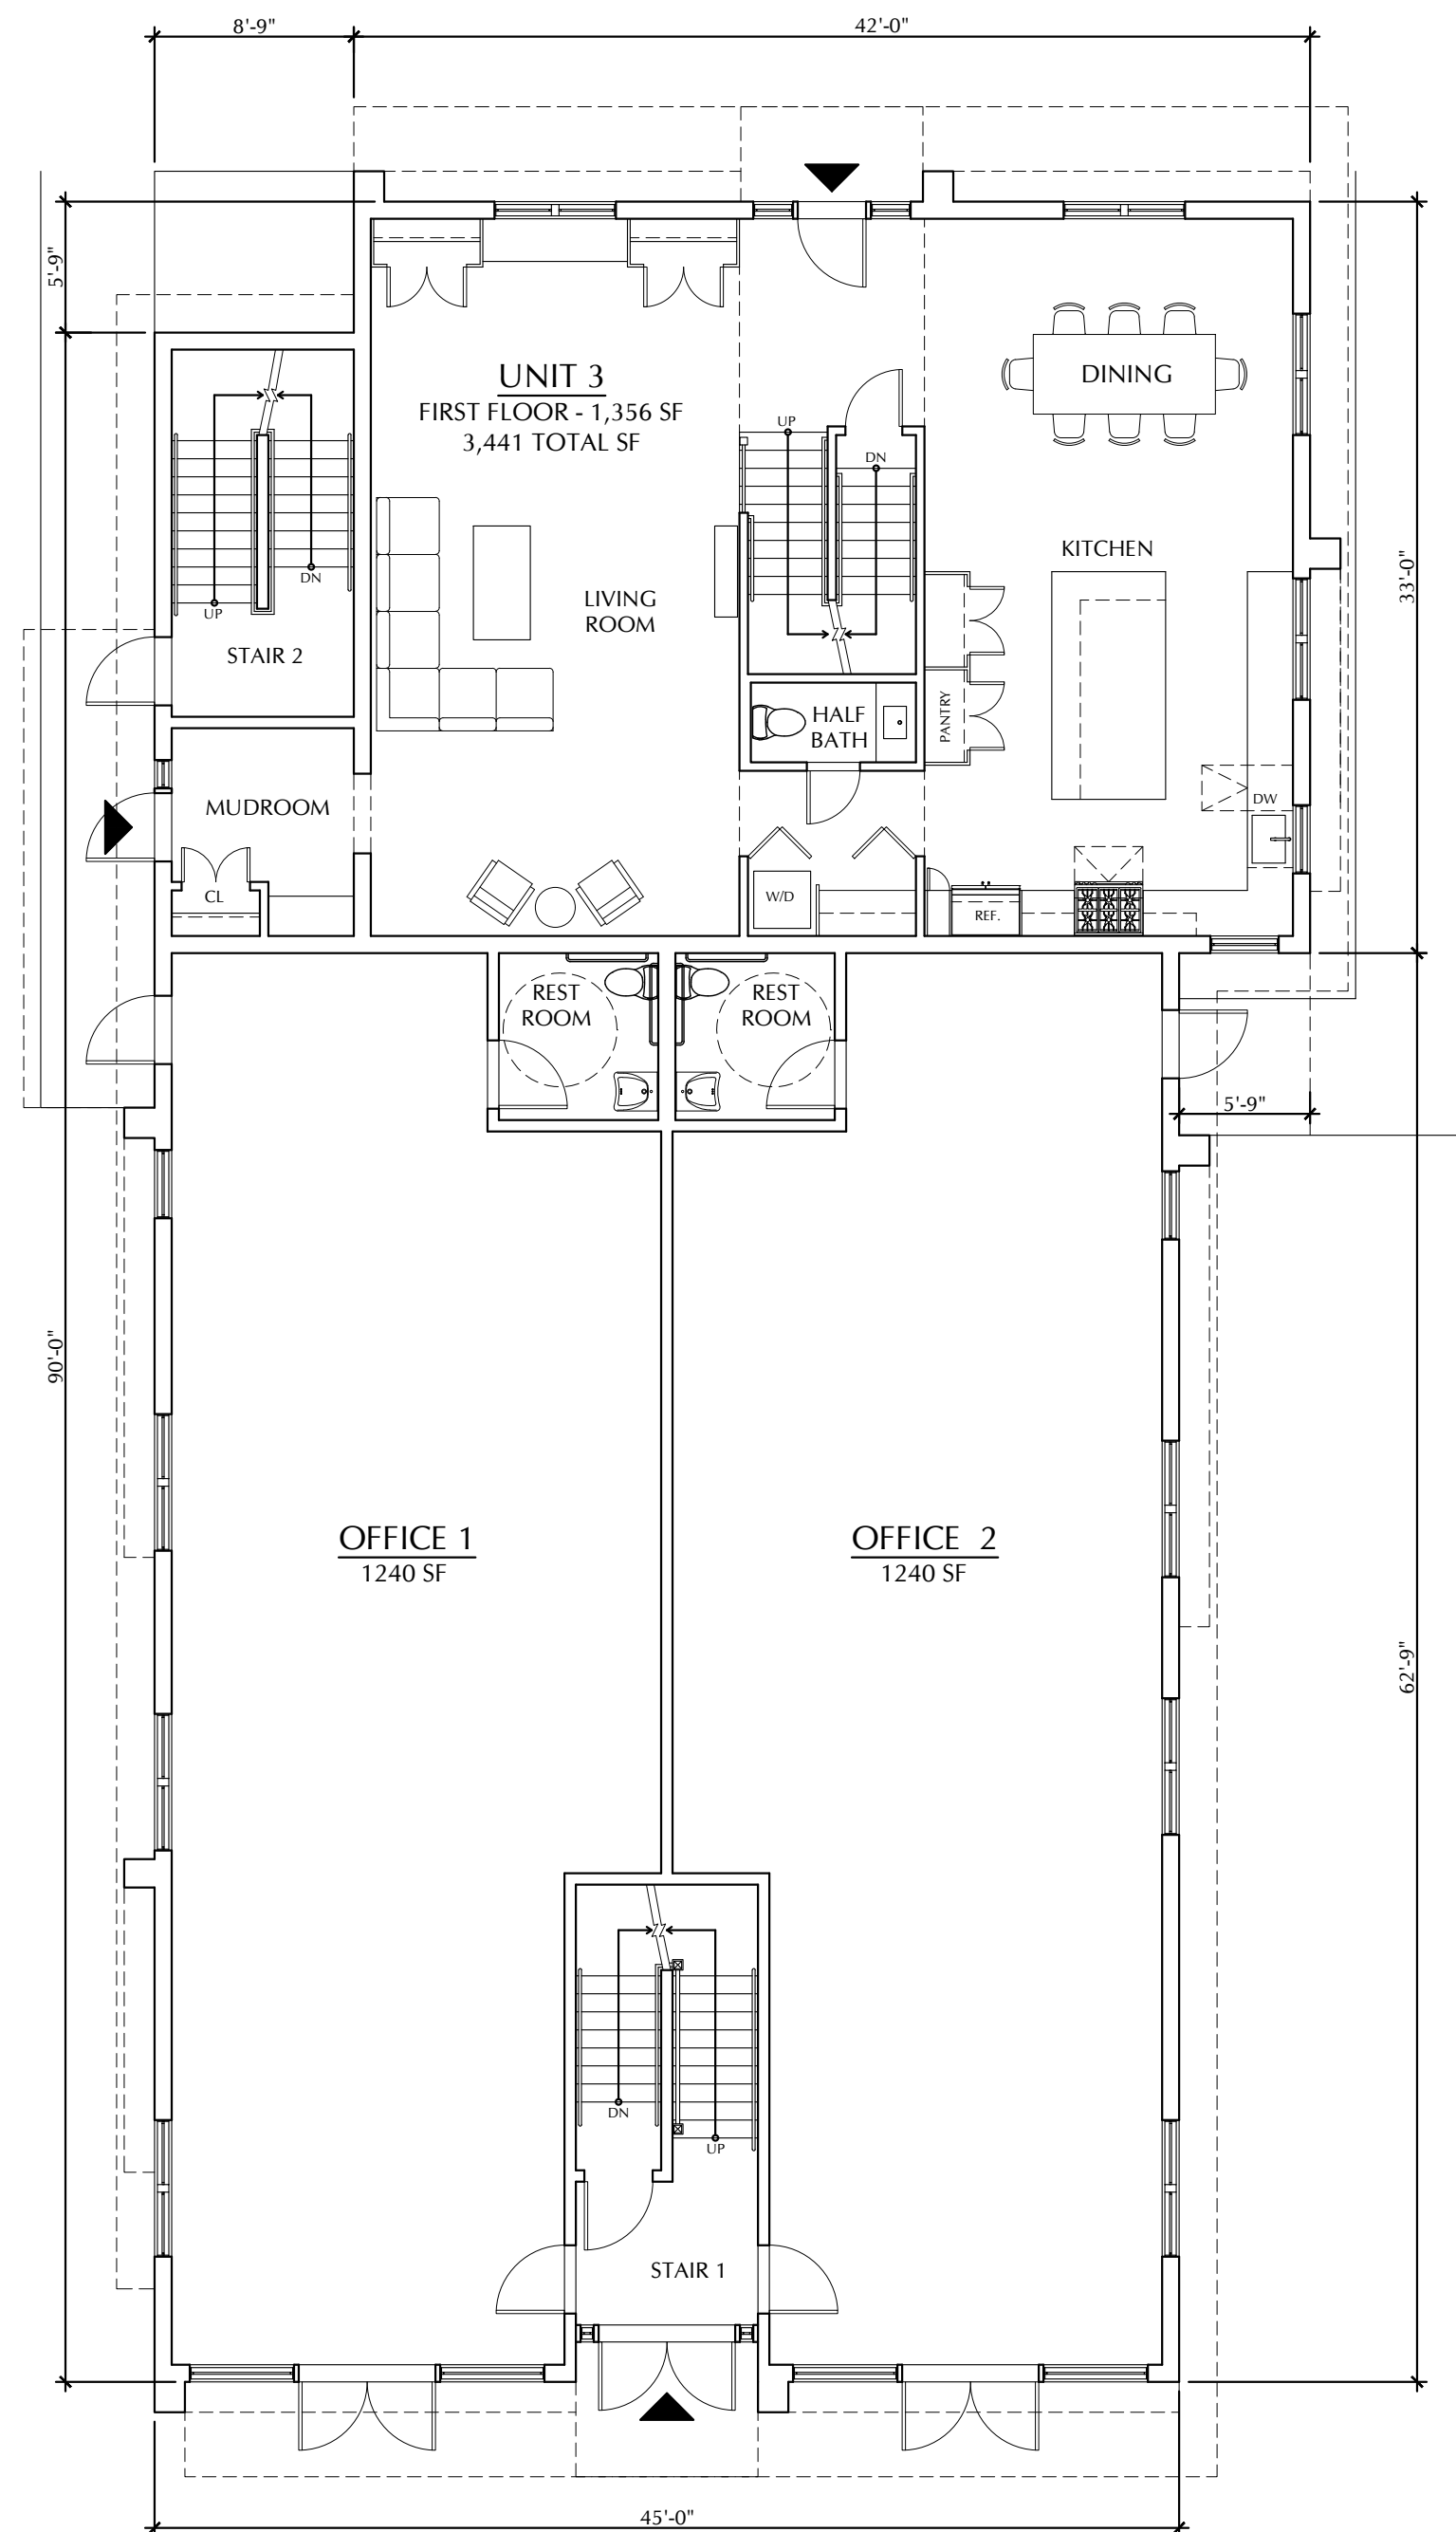 8'-9"
42'-0"
5'-9"
UNIT 3
FIRST FLOOR - 1,356 SF
3,441 TOTAL SF
DINING
UP
DN
UP
DN
KITCHEN
33'-0"
LIVING
ROOM
STAIR 2
PANTRY
HALF
BATH
MUDROOM
DW
CL
W/D
REF.
REST
ROOM
REST
ROOM
5'-9"
90'-0"
OFFICE 1
1240 SF
OFFICE 2
1240 SF
62'-9"
DN
UP
STAIR 1
45'-0"